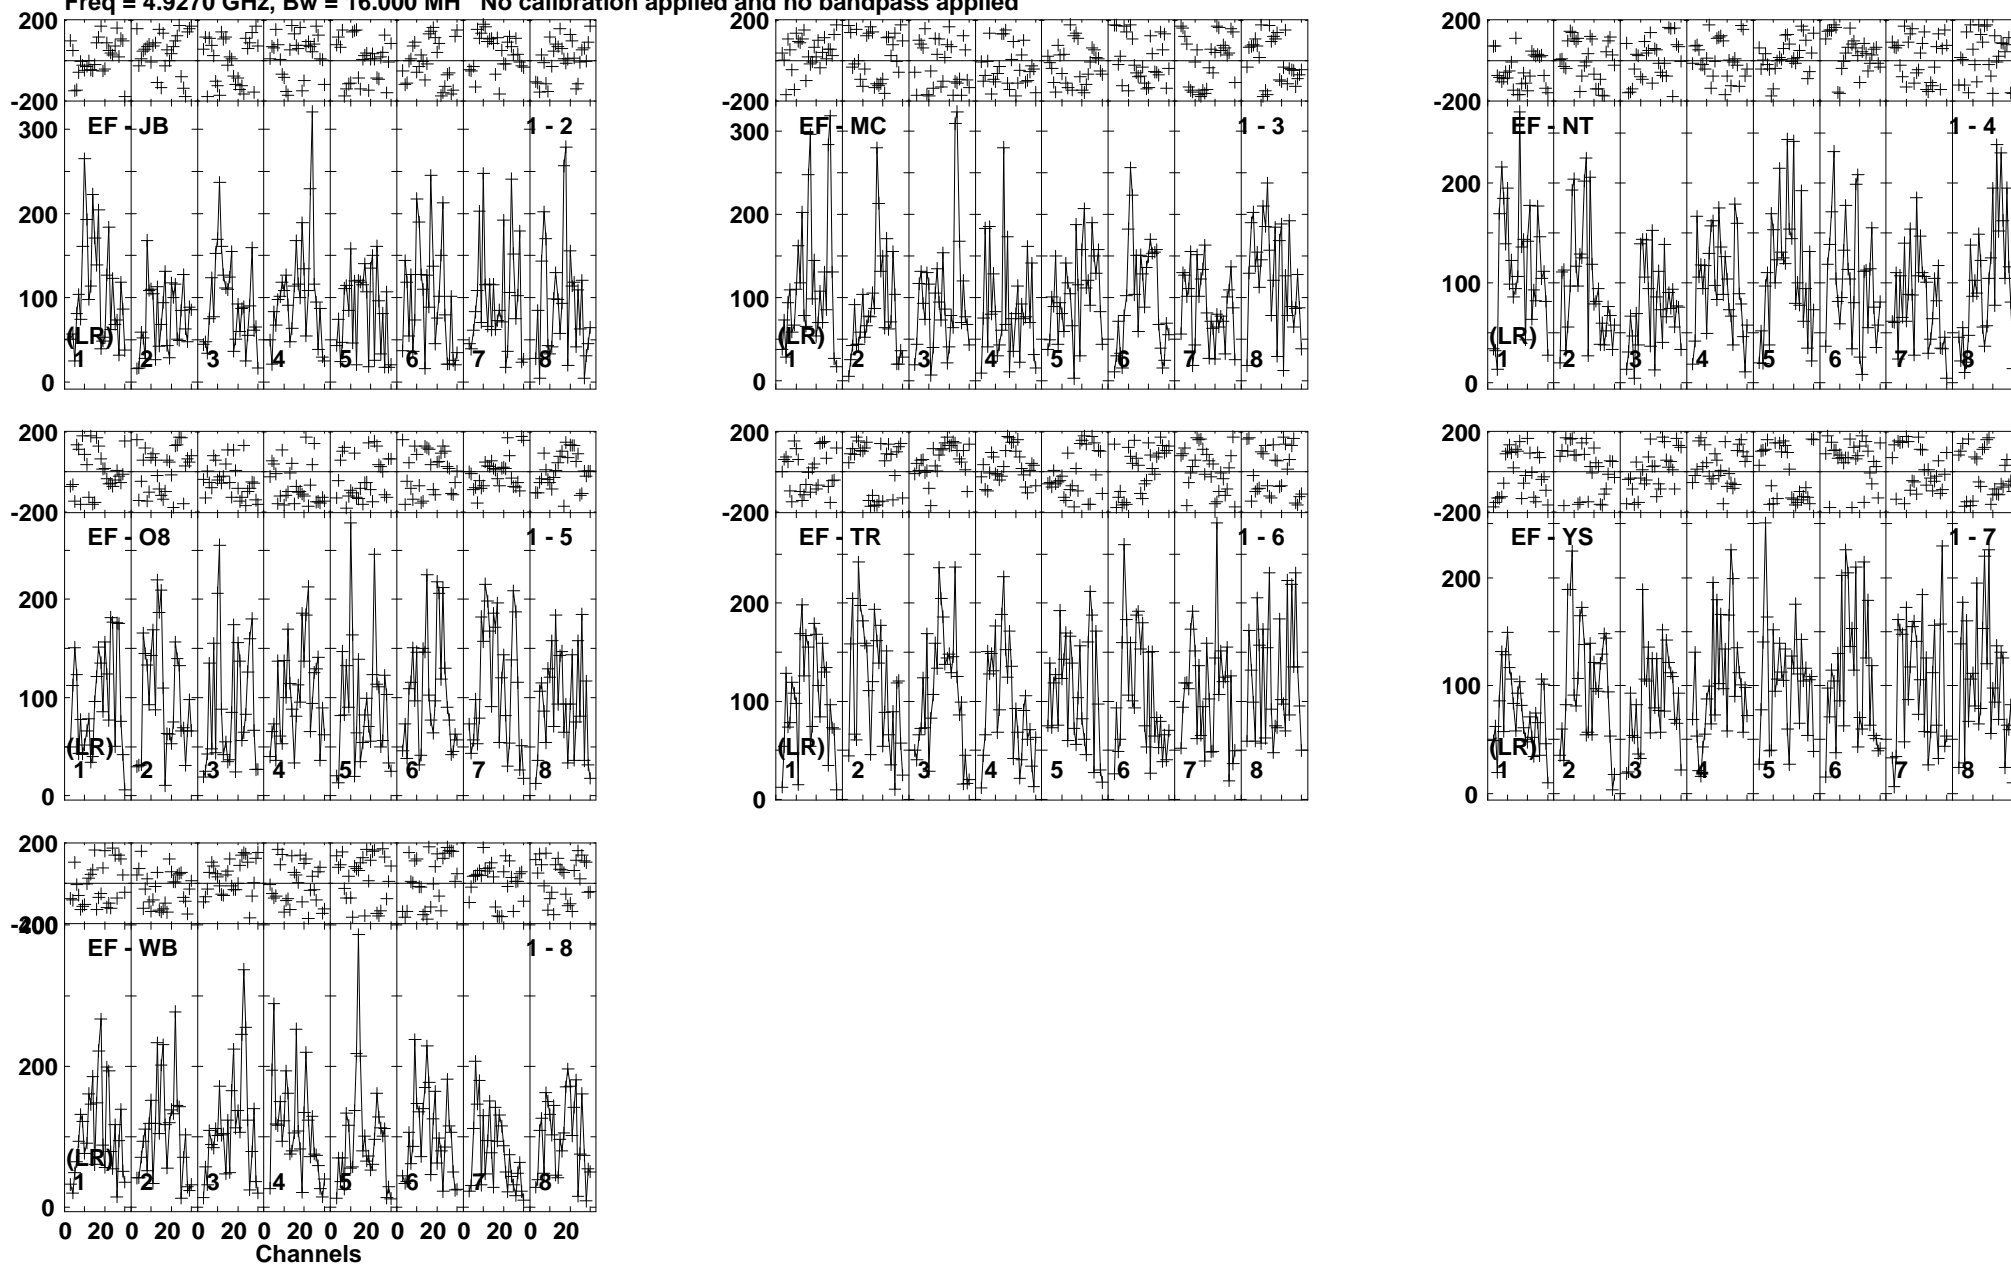 Freq = 4.9270 GHz, Bw = 16.000 MH No calibration applied and no bandpass applied
200
-200
300
200
100
0
EF - JB 1 - 2
(LR)
1 2 3 4 5 6 7 8
200
-200
300
200
100
0
EF - MC 1 - 3
(LR)
1 2 3 4 5 6 7 8
200
-200
200
100
0
EF - NT 1 - 4
(LR)
1 2 3 4 5 6 7 8
200
-200
200
100
0
EF - O8 1 - 5
(LR)
1 2 3 4 5 6 7 8
200
-200
200
100
0
EF - TR 1 - 6
(LR)
1 2 3 4 5 6 7 8
200
-200
200
100
0
EF - YS 1 - 7
(LR)
1 2 3 4 5 6 7 8
200
-200
400
200
0
EF - WB 1 - 8
(LR)
1 2 3 4 5 6 7 8
0 20 0 20 0 20 0 20 0 20 0 20 0 20 0 20
Channels